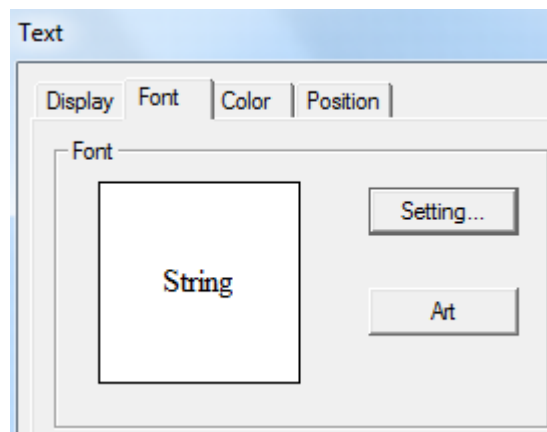 Text
Display Font Color Position
Font
Setting...
String
Art